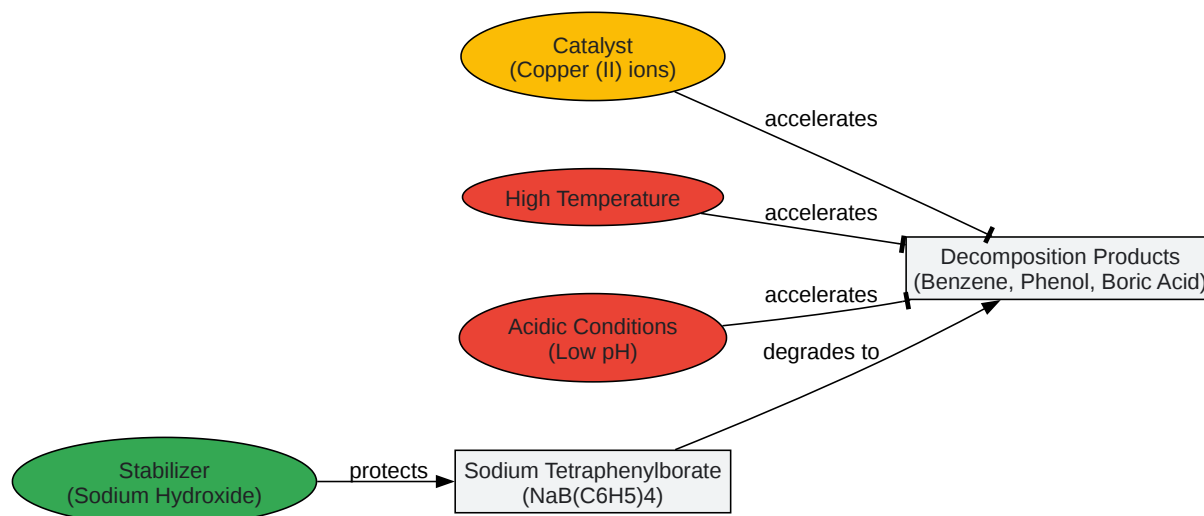 Catalyst
(Copper (II) ions)
accelerates
High Temperature
accelerates
Decomposition Products
(Benzene, Phenol, Boric Acid)
accelerates
Acidic Conditions
(Low pH)
degrades to
Stabilizer
(Sodium Hydroxide)
protects
Sodium Tetraphenylborate
(NaB(C6H5)4)